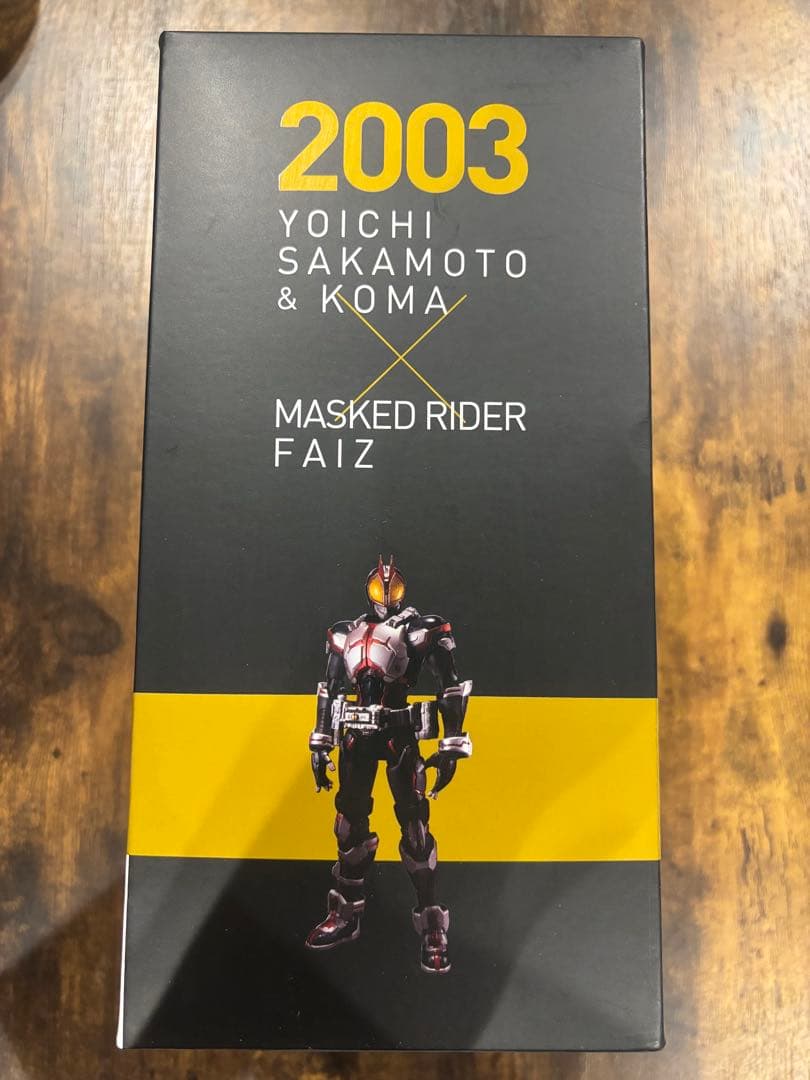 2003
YOICHI
SAKAMOTO
& KOMA
MASKED RIDER
FAIZ